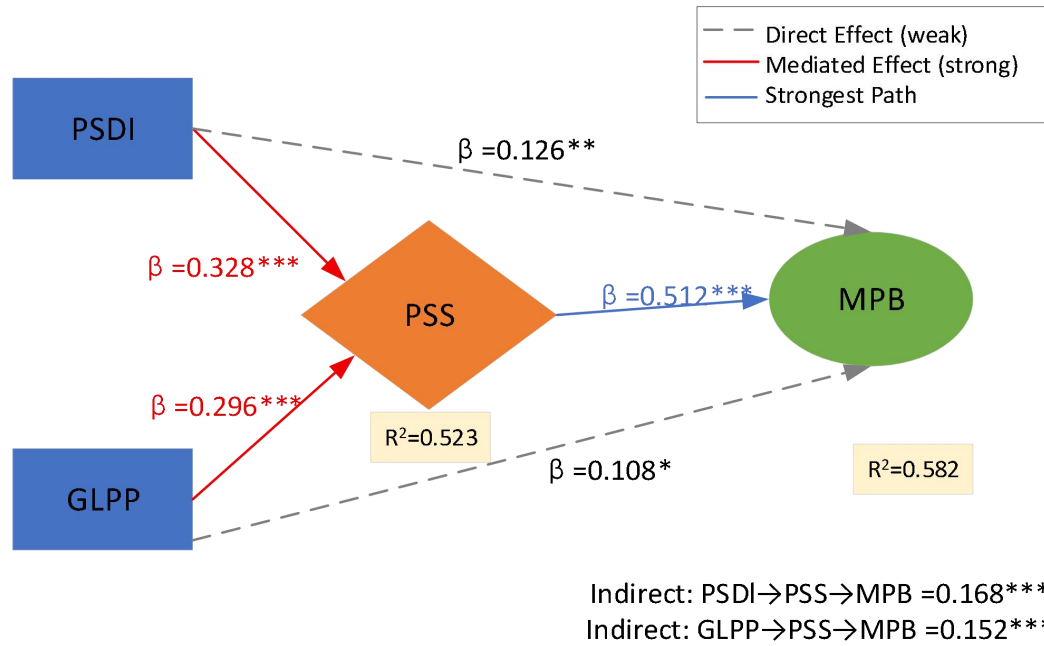 Direct Effect (weak)
Mediated Effect (strong)
Strongest Path
PSDI
β =0.126**
β =0.328***
PSS
β =0.512***
MPB
β =0.296***
R²=0.523
β =0.108*
R²=0.582
GLPP
Indirect: PSDl→PSS→MPB =0.168***
Indirect: GLPP→PSS→MPB =0.152***